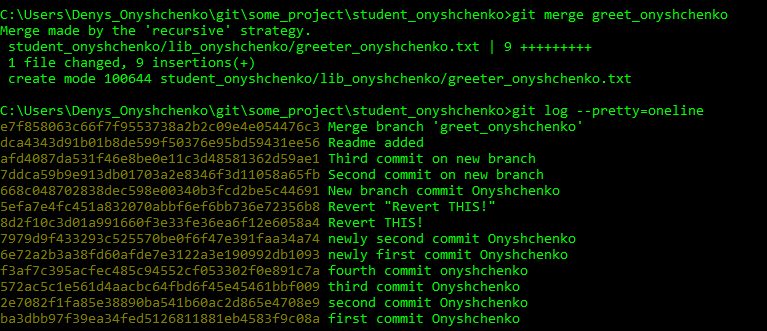 C:\Users\Denys_Onyshchenko\git\some_project\student_onyshchenko>git merge greet_onyshchenko
Merge made by the 'recursive' strategy.
 student_onyshchenko/lib_onyshchenko/greeter_onyshchenko.txt | 9 +++++++++
 1 file changed, 9 insertions(+)
 create mode 100644 student_onyshchenko/lib_onyshchenko/greeter_onyshchenko.txt
C:\Users\Denys_Onyshchenko\git\some_project\student_onyshchenko>git log --pretty=oneline
e7f858063c66f7f9553738a2b2c09e4e054476c3 Merge branch 'greet_onyshchenko'
dca4343d91b01b8de599f50376e95bd59431ee56 Readme added
afd4087da531f46e8be0e11c3d48581362d59ae1 Third commit on new branch
7ddca59b9e913db01703a2e8346f3d11058a65fb Second commit on new branch
668c048702838dec598e00340b3fcd2be5c44691 New branch commit Onyshchenko
5efa7e4fc451a832070abbf6ef6bb736e72356b8 Revert "Revert THIS!"
8d2f10c3d01a991660f3e33fe36ea6f12e6058a4 Revert THIS!
7979d9f433293c525570be0f6f47e391faa34a74 newly second commit Onyshchenko
6e72a2b3a38fd60afde7e3122a3e190992db1093 newly first commit Onyshchenko
f3af7c395acfec485c94552cf053302f0e891c7a fourth commit onyshchenko
572ac5c1e561d4aacbc64fbd6f45e45461bbf009 third commit onyshchenko
2e7082f1fa85e38890ba541b60ac2d865e4708e9 second commit Onyshchenko
ba3dbb97f39ea34fed5126811881eb4583f9c08a first commit Onyshchenko